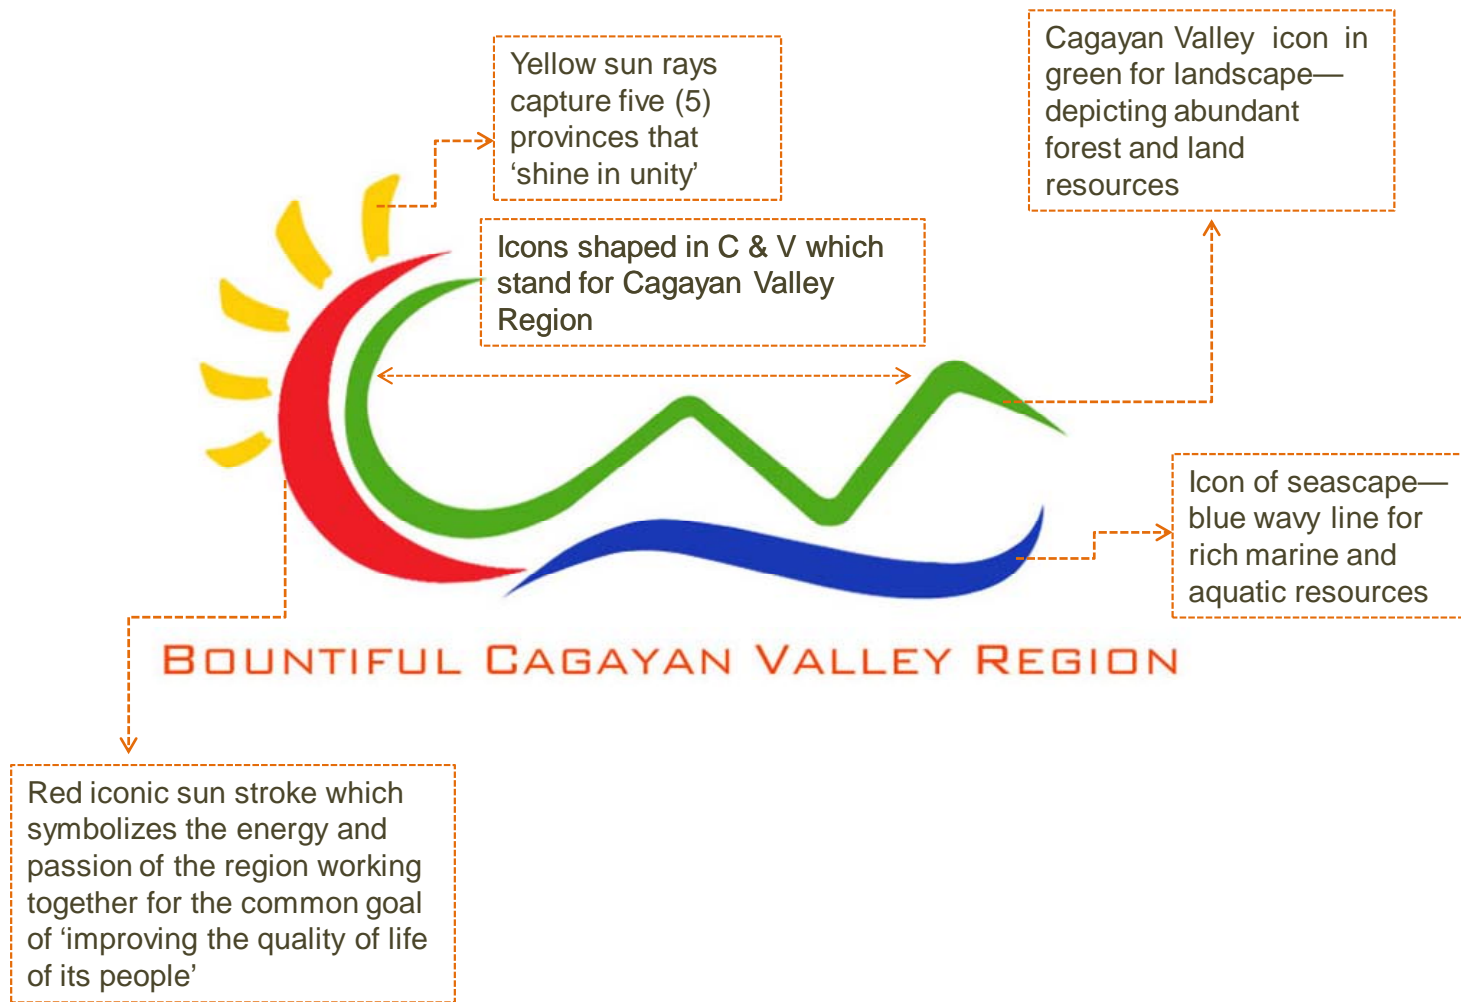 Yellow sun rays
capture five (5)
provinces that
‘shine in unity’
Cagayan Valley icon in
green for landscape—
depicting abundant
forest and land
resources
Icons shaped in C & V which
stand for Cagayan Valley
Region
Icon of seascape—
blue wavy line for
rich marine and
aquatic resources
BOUNTIFUL CAGAYAN VALLEY REGION
Red iconic sun stroke which
symbolizes the energy and
passion of the region working
together for the common goal
of ‘improving the quality of life
of its people’